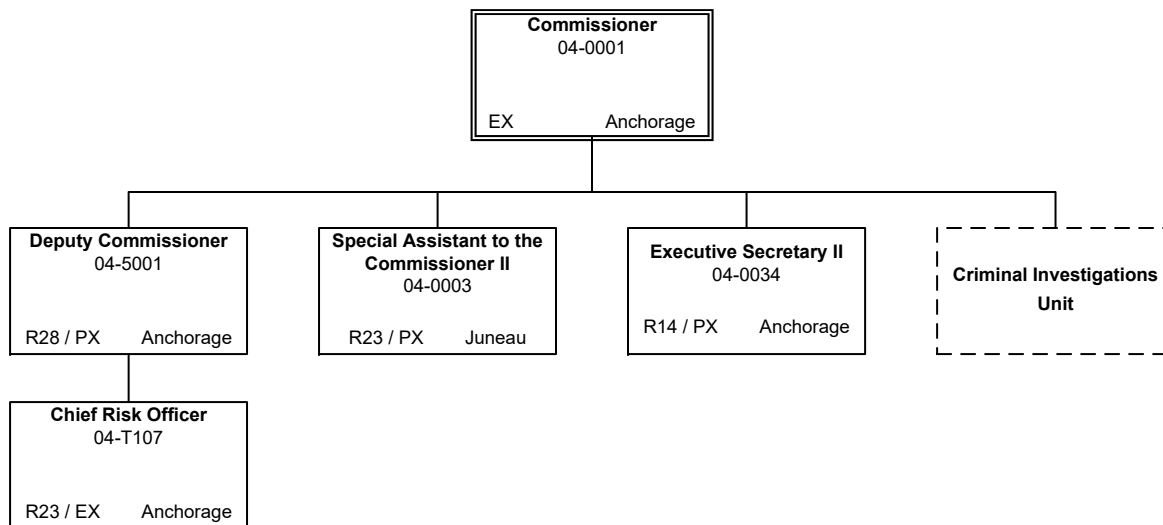 Commissioner
04-0001
EX Anchorage
Deputy Commissioner
04-5001
R28 / PX Anchorage
Special Assistant to the
Commissioner II
04-0003
R23 / PX Juneau
Executive Secretary II
04-0034
R14 / PX Anchorage
Criminal Investigations
Unit
Chief Risk Officer
04-T107
R23 / EX Anchorage